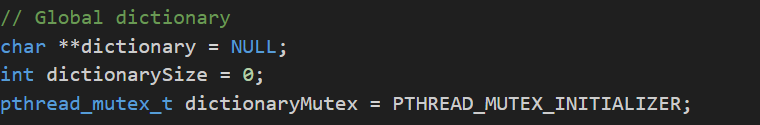 // Global dictionary
char **dictionary = NULL;
int dictionarySize = 0;
pthread_mutex_t dictionaryMutex = PTHREAD_MUTEX_INITIALIZER;